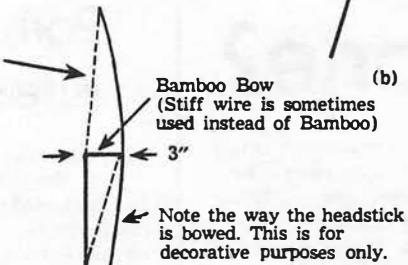 Bamboo Bow
(Stiff wire is sometimes
used instead of Bamboo)
(b)
3"
Note the way the headstick
is bowed. This is for
decorative purposes only.